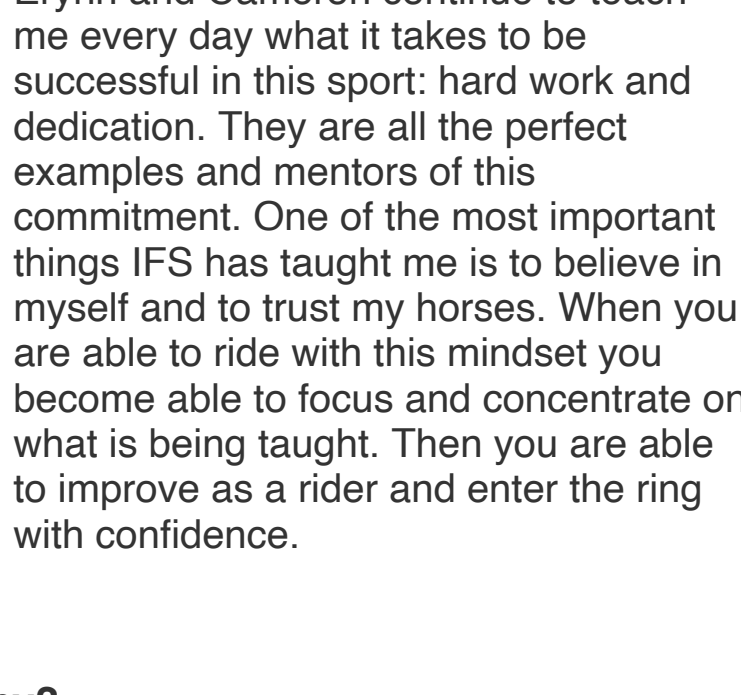 and Cameron continue to teach
me every day what it takes to be
successful in this sport: hard work and
dedication. They are all the perfect
examples and mentors of this
commitment. One of the most important
things IFS has taught me is to believe in
myself and to trust my horses. When you
are able to ride with this mindset you
become able to focus and concentrate on
what is being taught. Then you are able
to improve as a rider and enter the ring
with confidence.